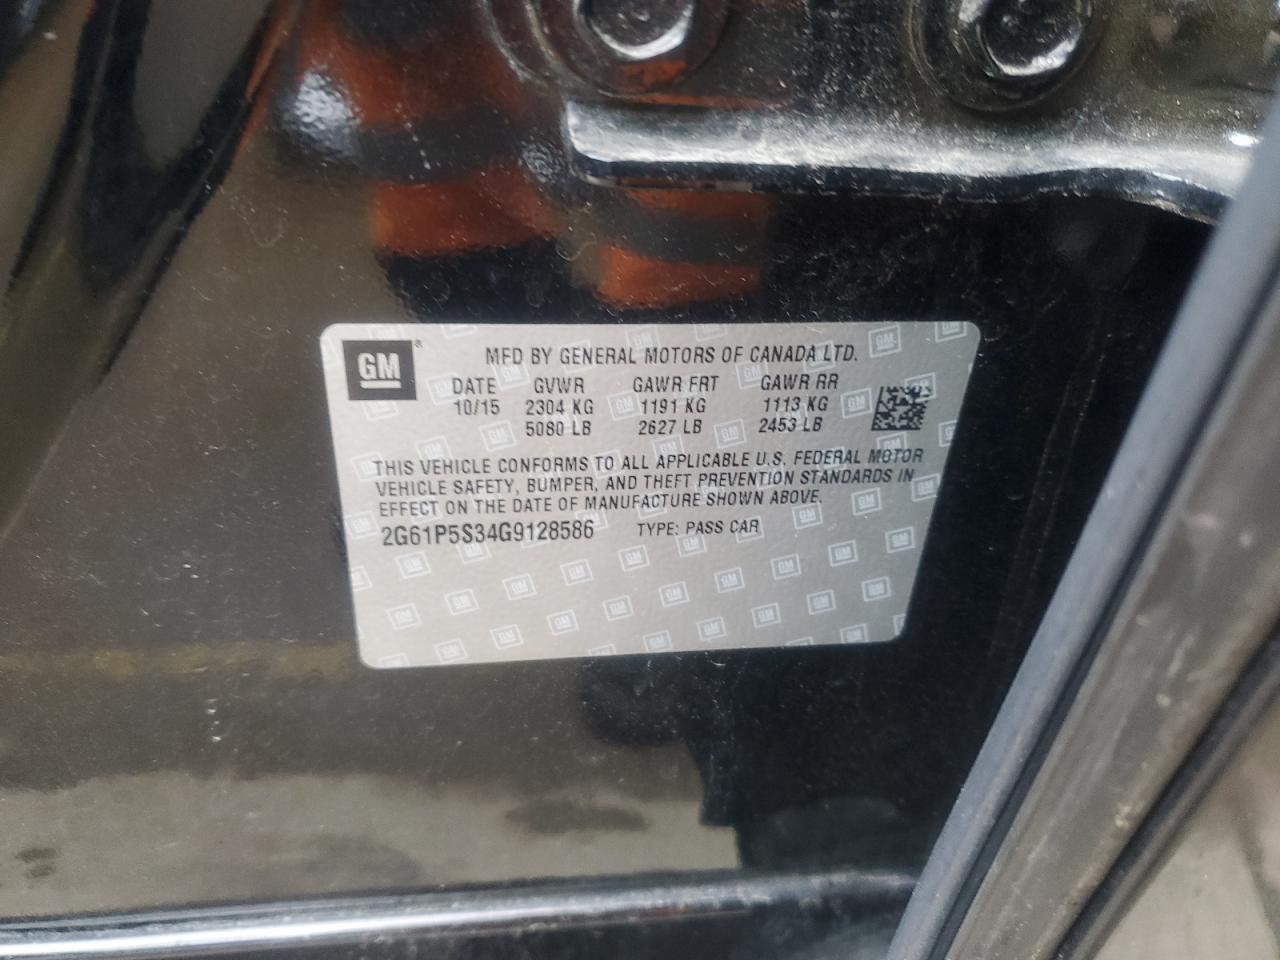 GM®
MFD BY GENERAL MOTORS OF CANADA LTD.
DATE GVWR GAWR FRT GAWR RR
10/15 2304 KG 1191 KG 1113 KG
5080 LB 2627 LB 2453 LB
THIS VEHICLE CONFORMS TO ALL APPLICABLE U.S. FEDERAL MOTOR
VEHICLE SAFETY, BUMPER, AND THEFT PREVENTION STANDARDS IN
EFFECT ON THE DATE OF MANUFACTURE SHOWN ABOVE.
2G61P5S34G9128586 TYPE: PASS CAR